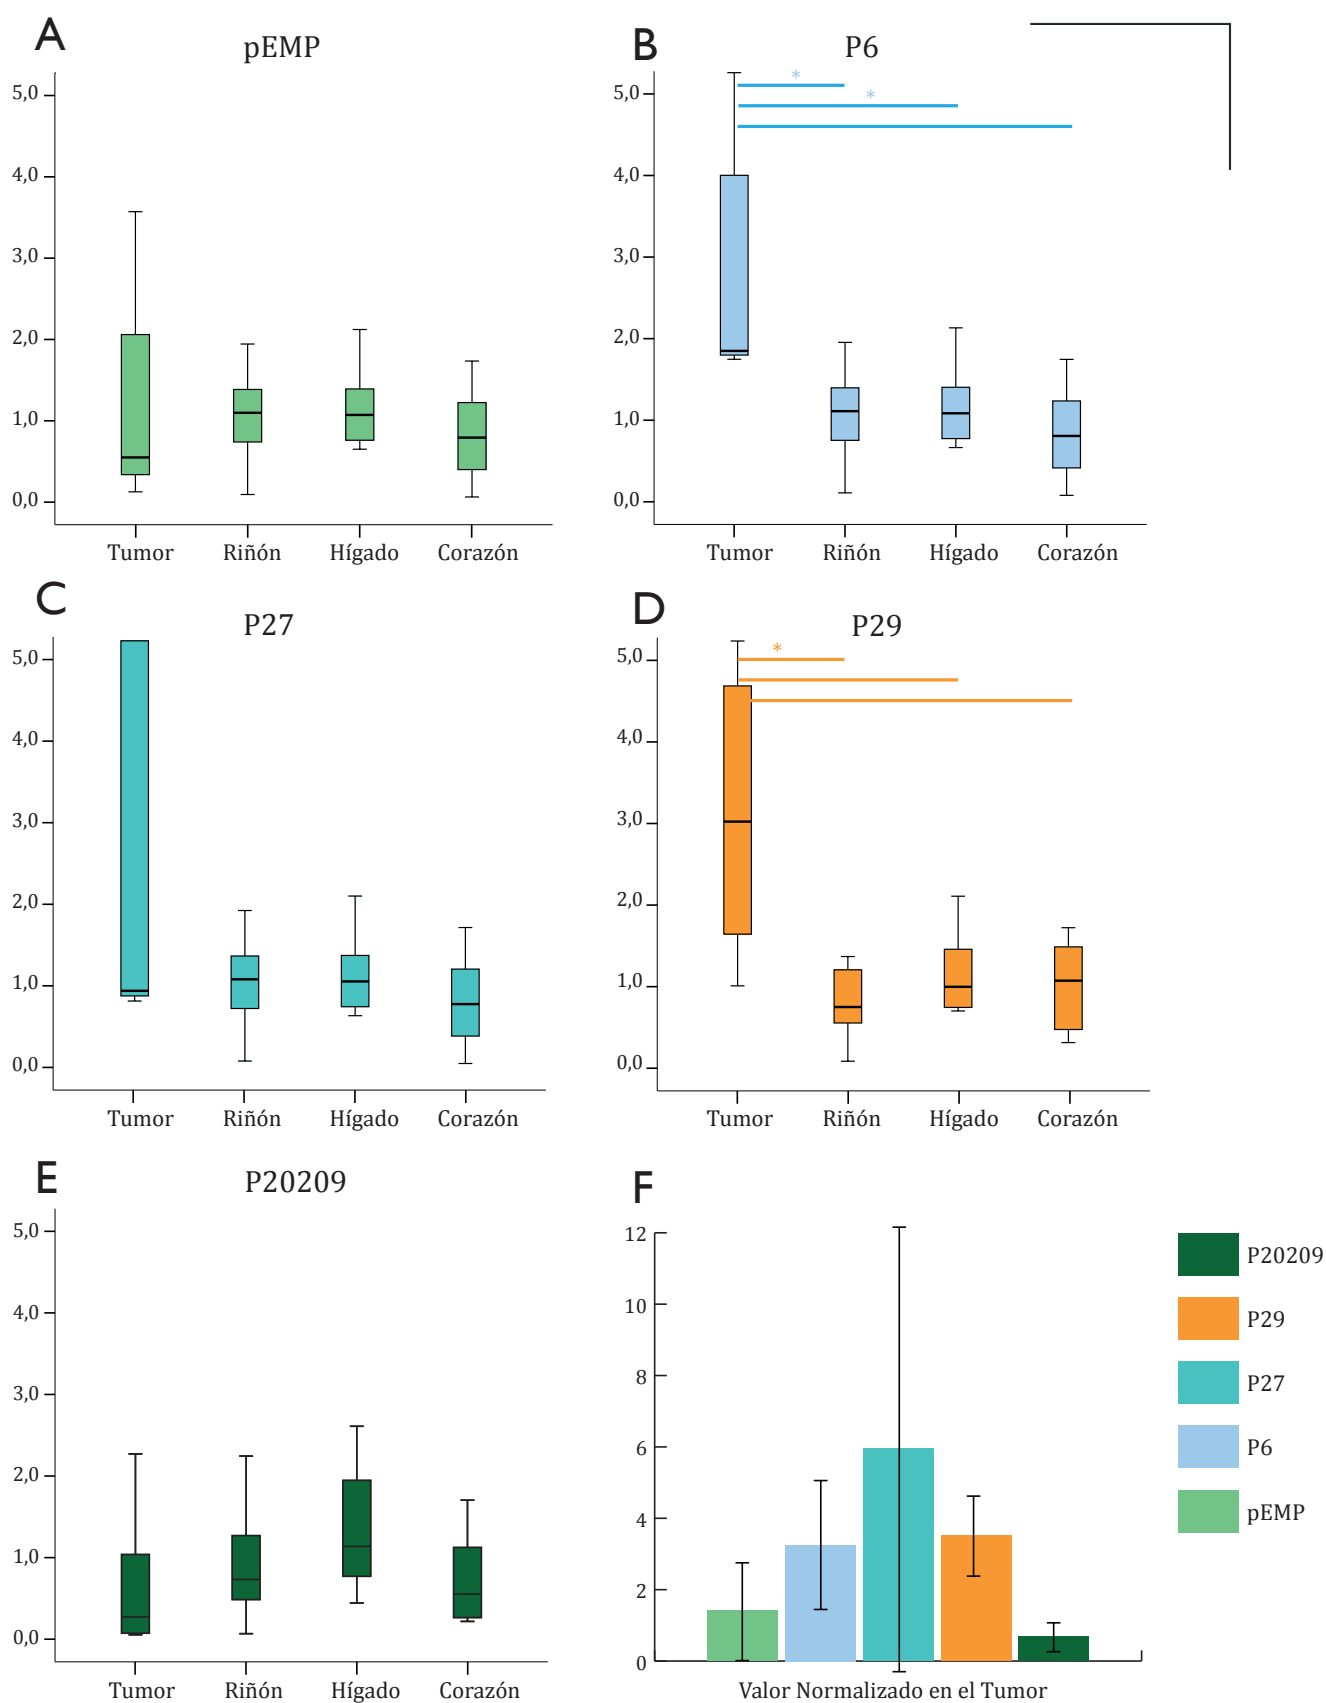 A
pEMP
5,0
4,0
3,0
2,0
1,0
0,0
Tumor Riñón Hígado Corazón
B
P6
* 
*
5,0
4,0
3,0
2,0
1,0
0,0
Tumor Riñón Hígado Corazón
C
P27
5,0
4,0
3,0
2,0
1,0
0,0
Tumor Riñón Hígado Corazón
D
P29
*
5,0
4,0
3,0
2,0
1,0
0,0
Tumor Riñón Hígado Corazón
E
P20209
5,0
4,0
3,0
2,0
1,0
0,0
Tumor Riñón Hígado Corazón
F
12
10
8
6
4
2
0
Valor Normalizado en el Tumor
P20209
P29
P27
P6
pEMP